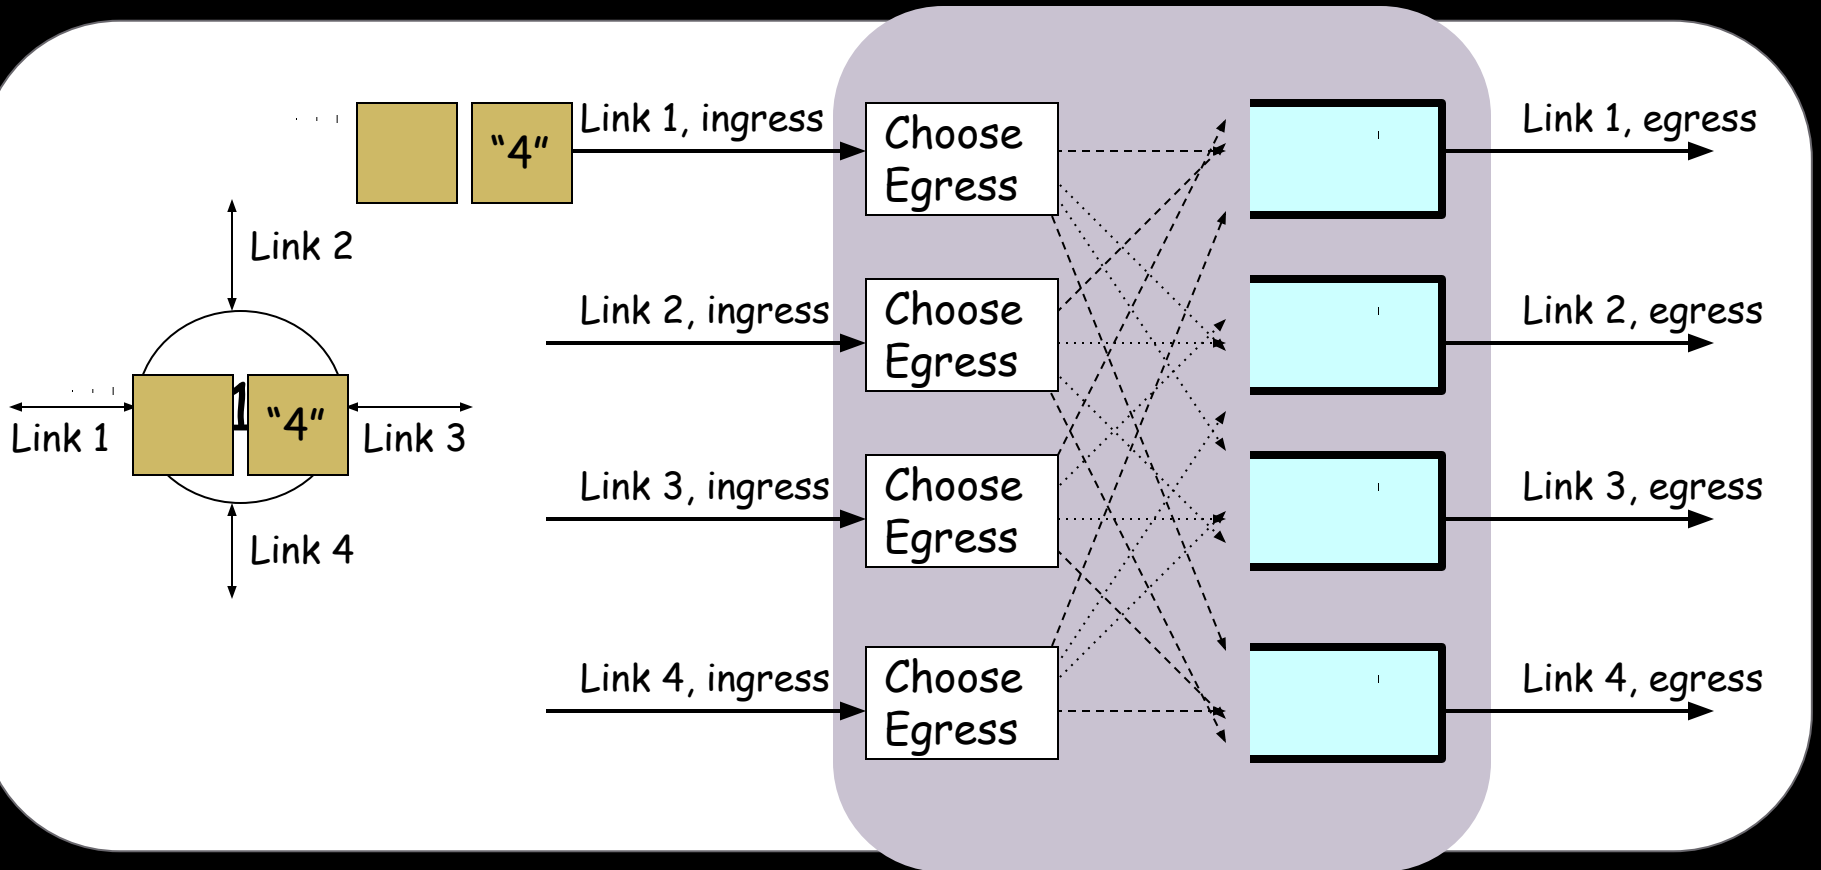 “4”
Link 1, ingress
Choose
Egress
Link 1, egress
Link 2
Link 2, ingress
Choose
Egress
Link 2, egress
1
“4”
Link 1
Link 3
Link 3, ingress
Choose
Egress
Link 3, egress
Link 4
Link 4, ingress
Choose
Egress
Link 4, egress